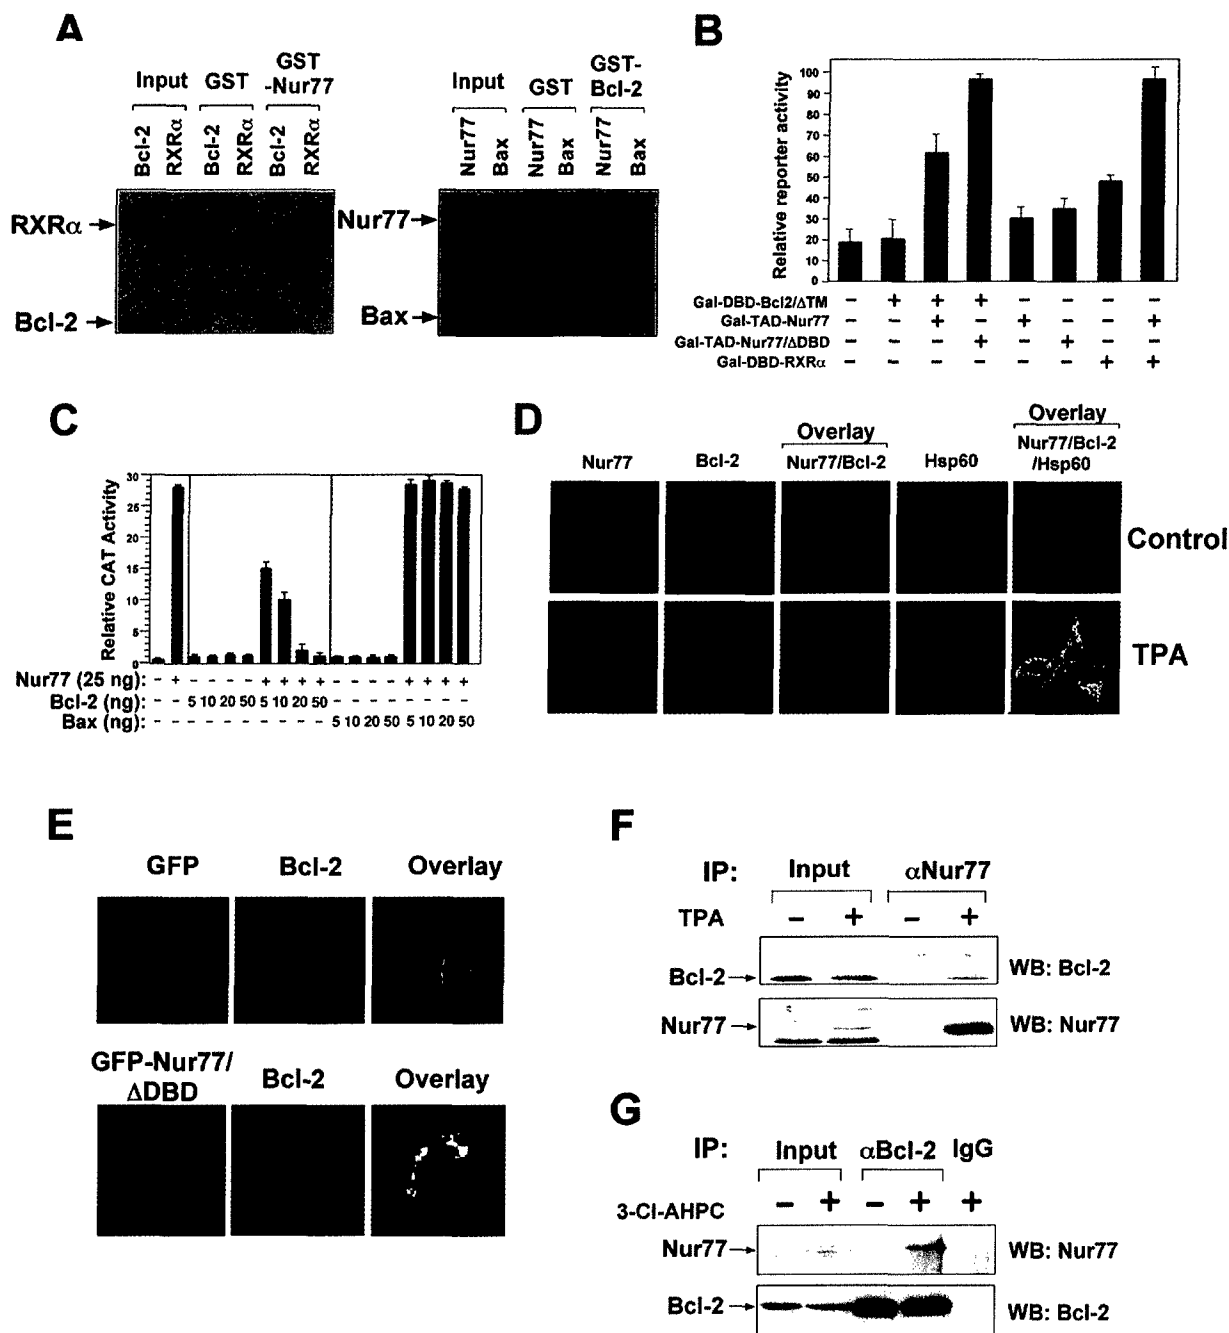 A
Input GST GST -Nur77
Bcl-2 RXRα Bcl-2 RXRα Bcl-2 RXRα
RXRα
Bcl-2
Input GST GST- Bcl-2
Nur77 Bax Nur77 Bax Nur77 Bax
Nur77
Bax
B
Relative reporter activity
100
90
80
70
60
50
40
30
20
10
0
Gal-DBD-Bcl2/ΔTM – + + + – – – –
Gal-TAD-Nur77 – – + – + – – +
Gal-TAD-Nur77/ΔDBD – – – + – + – –
Gal-DBD-RXRα – – – – – – + +
C
Relative CAT Activity
30
25
20
15
10
5
0
Nur77 (25 ng): – + – – – – + + + + – – – – + + + +
Bcl-2 (ng): – – 5 10 20 50 5 10 20 50 – – – – – – – –
Bax (ng): – – – – – – – – – – 5 10 20 50 5 10 20 50
D
Overlay
Overlay
Nur77 Bcl-2 Nur77/Bcl-2 Hsp60 Nur77/Bcl-2 /Hsp60
Control
TPA
E
GFP Bcl-2 Overlay
GFP-Nur77/ ΔDBD Bcl-2 Overlay
F
IP: Input αNur77
TPA – + – +
Bcl-2 WB: Bcl-2
Nur77 WB: Nur77
G
IP: Input αBcl-2 IgG
3-Cl-AHPC – + – + +
Nur77 WB: Nur77
Bcl-2 WB: Bcl-2